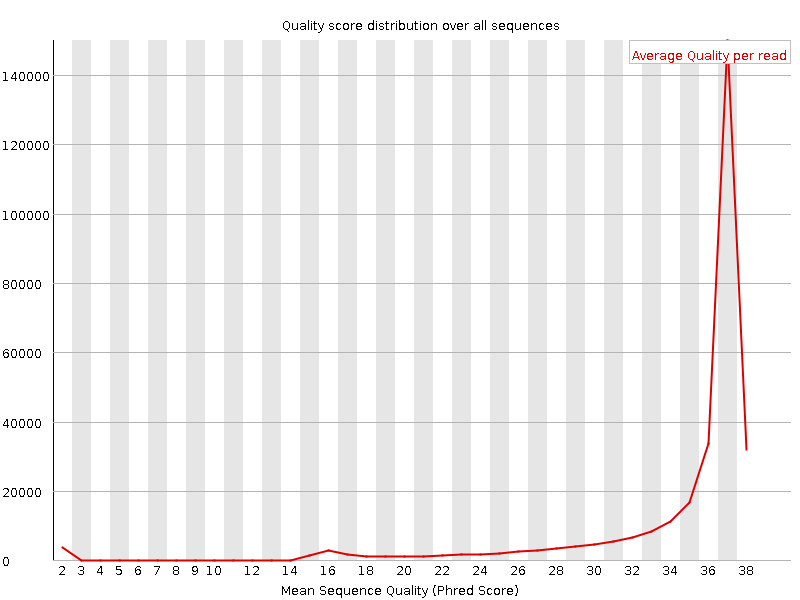 Quality score distribution over all sequences
Average Quality per read
140000
120000
100000
80000
60000
40000
20000
0
2 3 4 5 6 7 8 9 10 12 14 16 18 20 22 24 26 28 30 32 34 36 38
Mean Sequence Quality (Phred Score)